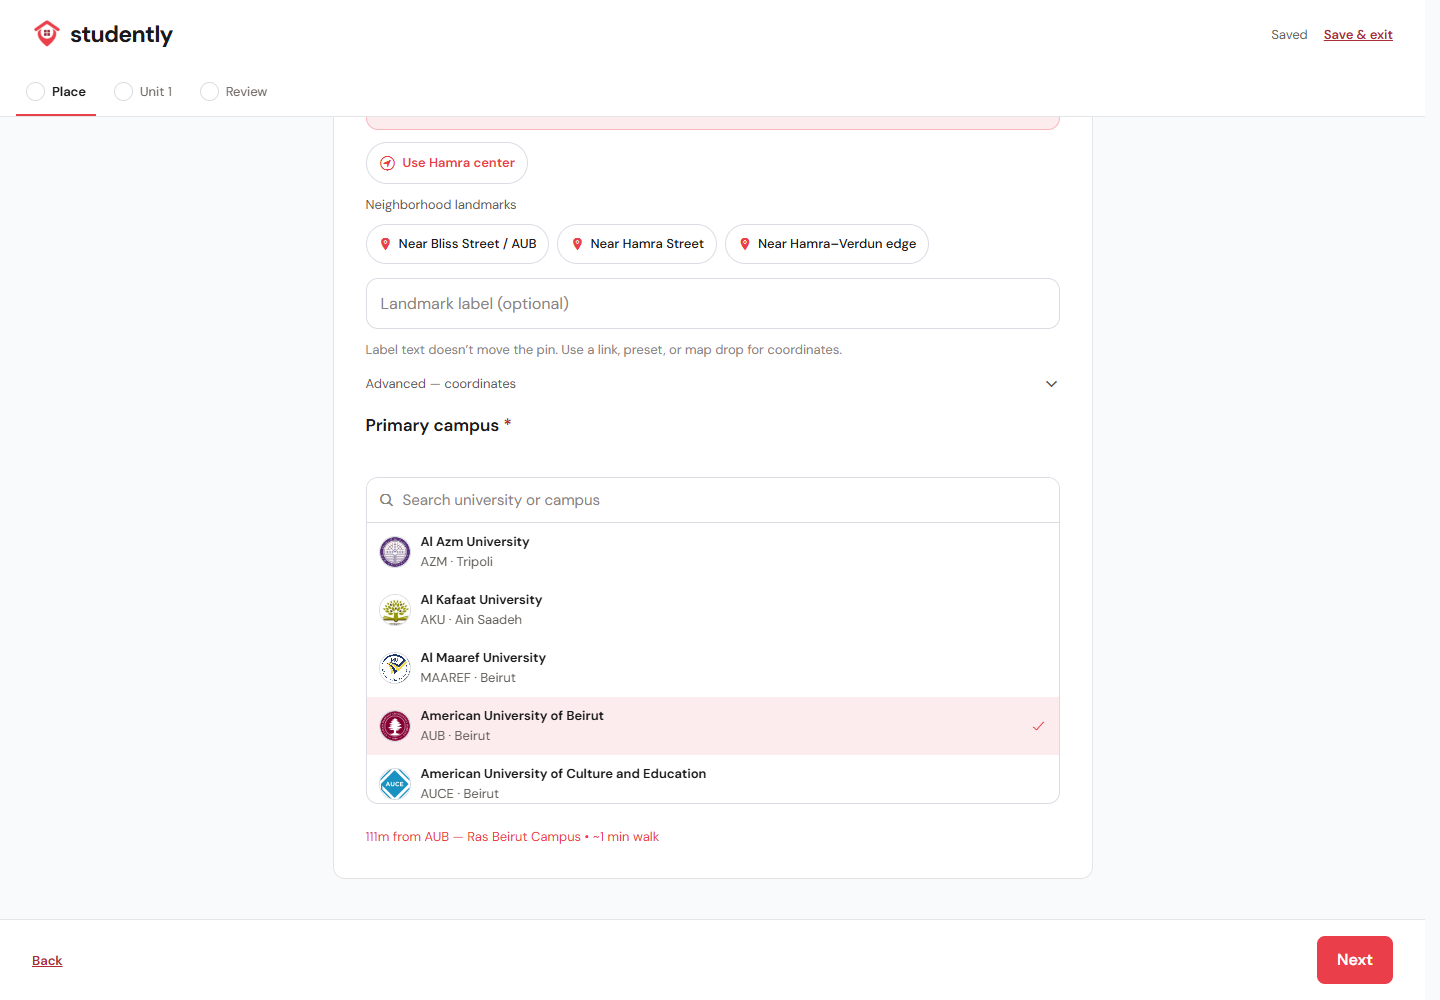 studently
Saved
Save & exit
Place
Unit 1
Review
Use Hamra center
Neighborhood landmarks
Near Bliss Street / AUB
Near Hamra Street
Near Hamra–Verdun edge
Landmark label (optional)
Label text doesn’t move the pin. Use a link, preset, or map drop for coordinates.
Advanced — coordinates
Primary campus *
Search university or campus
Al Azm University
AZM · Tripoli
Al Kafaat University
AKU · Ain Saadeh
Al Maaref University
MAAREF · Beirut
American University of Beirut
AUB · Beirut
AUCE
American University of Culture and Education
AUCE · Beirut
111m from AUB — Ras Beirut Campus • ~1 min walk
Back
Next